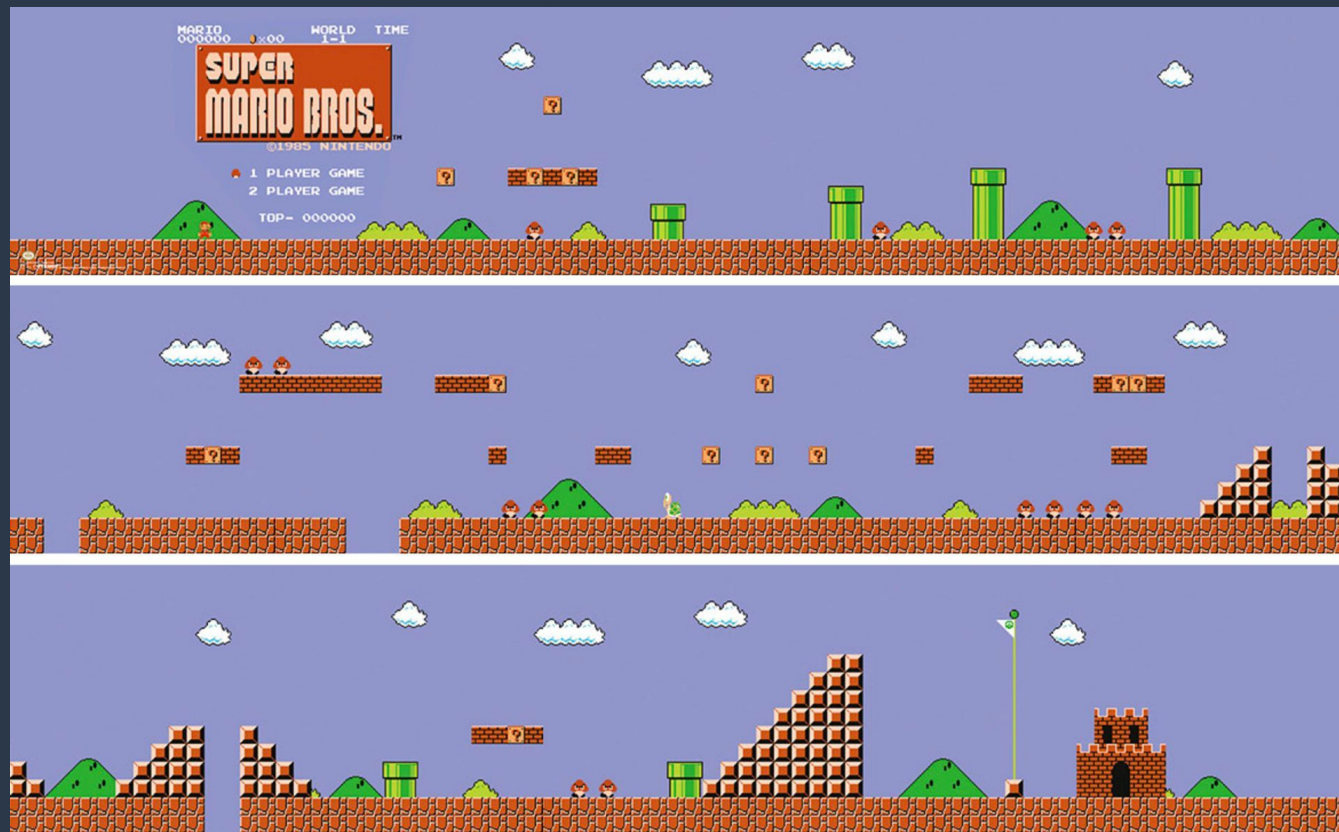 MARIO WORLD TIME
000000 ×00 1-1
SUPER
MARIO BROS.
TM
©1985 NINTENDO
1 PLAYER GAME
2 PLAYER GAME
TOP- 000000
?
?
? ?
?
?
?
? ?
?
? ? ?
?